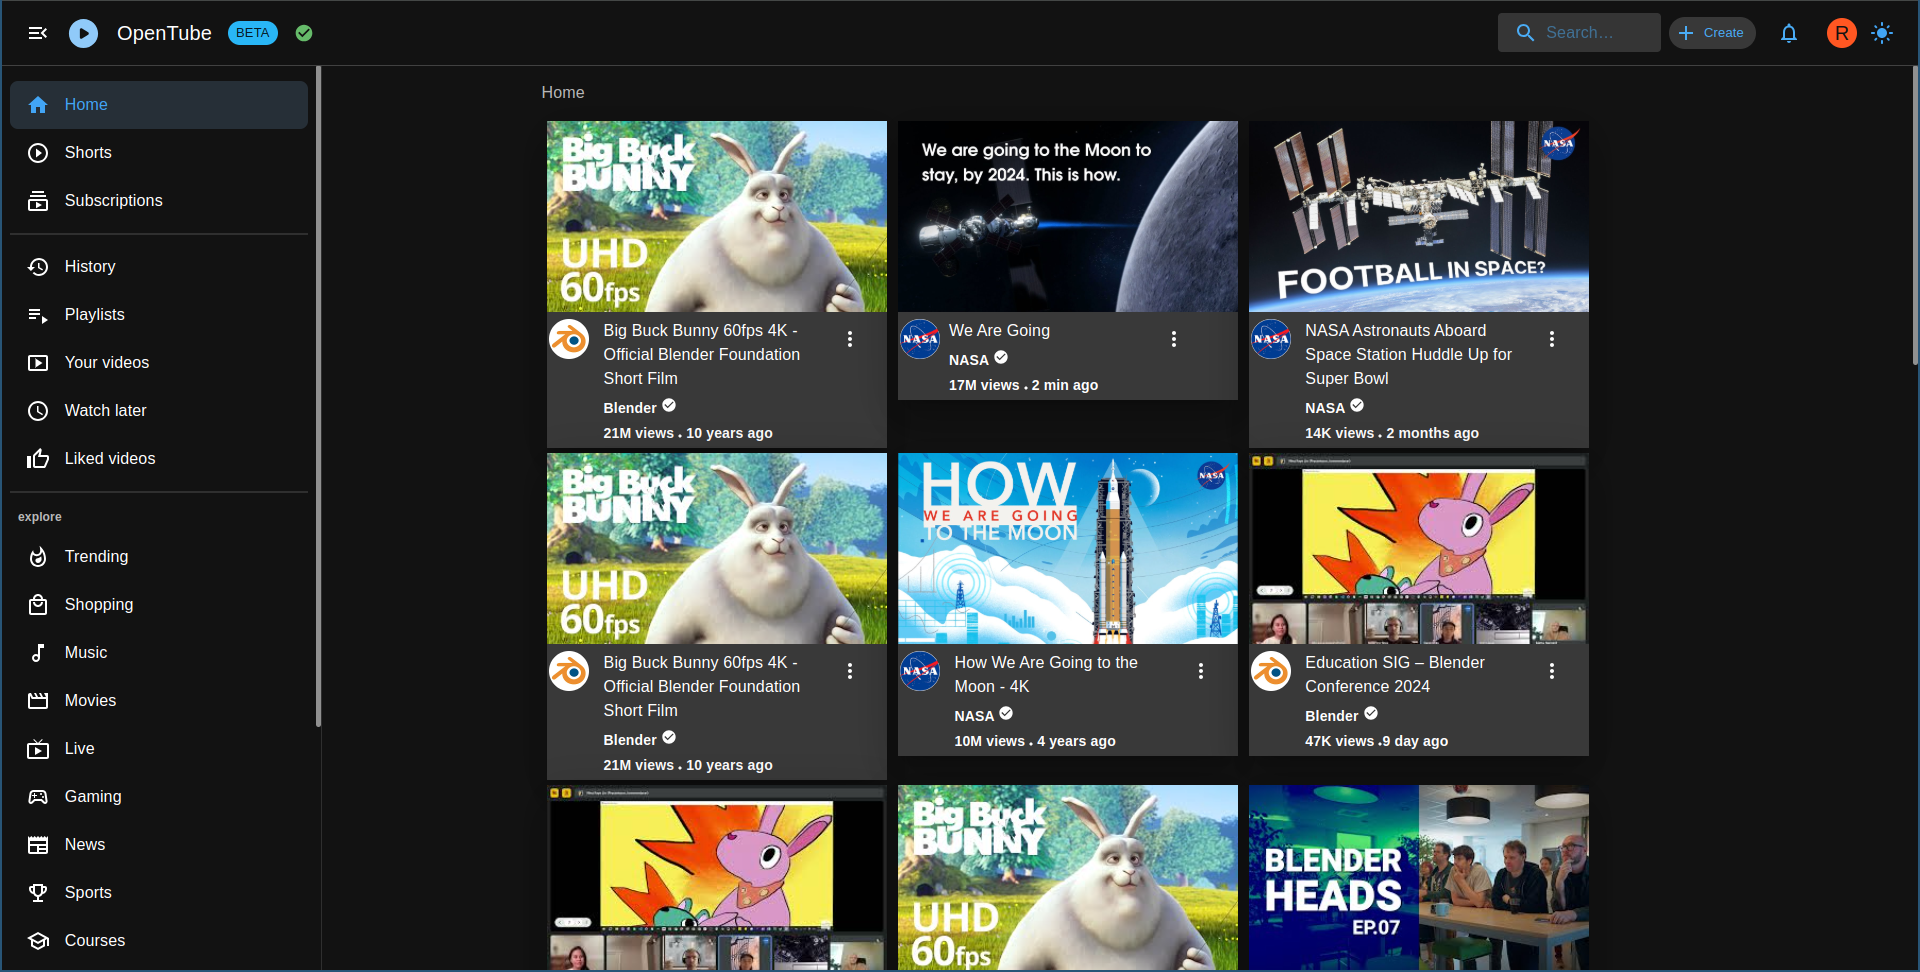 OpenTube
BETA
Search…
Create
R
Home
Shorts
Subscriptions
History
Playlists
Your videos
Watch later
Liked videos
explore
Trending
Shopping
Music
Movies
Live
Gaming
News
Sports
Courses
Home
Big Buck
BUNNY
UHD
60fps
Big Buck Bunny 60fps 4K -
Official Blender Foundation
Short Film
Blender
21M views • 10 years ago
We are going to the Moon to
stay, by 2024. This is how.
NASA
We Are Going
NASA
17M views • 2 min ago
NASA
FOOTBALL IN SPACE?
NASA
NASA Astronauts Aboard
Space Station Huddle Up for
Super Bowl
NASA
14K views • 2 months ago
Big Buck
BUNNY
UHD
60fps
Big Buck Bunny 60fps 4K -
Official Blender Foundation
Short Film
Blender
21M views • 10 years ago
HOW
WE ARE GOING
TO THE MOON
NASA
NASA
How We Are Going to the
Moon - 4K
NASA
10M views • 4 years ago
Education SIG – Blender
Conference 2024
Blender
47K views •9 day ago
Big Buck
BUNNY
UHD
60fps
BLENDER
HEADS
EP.07